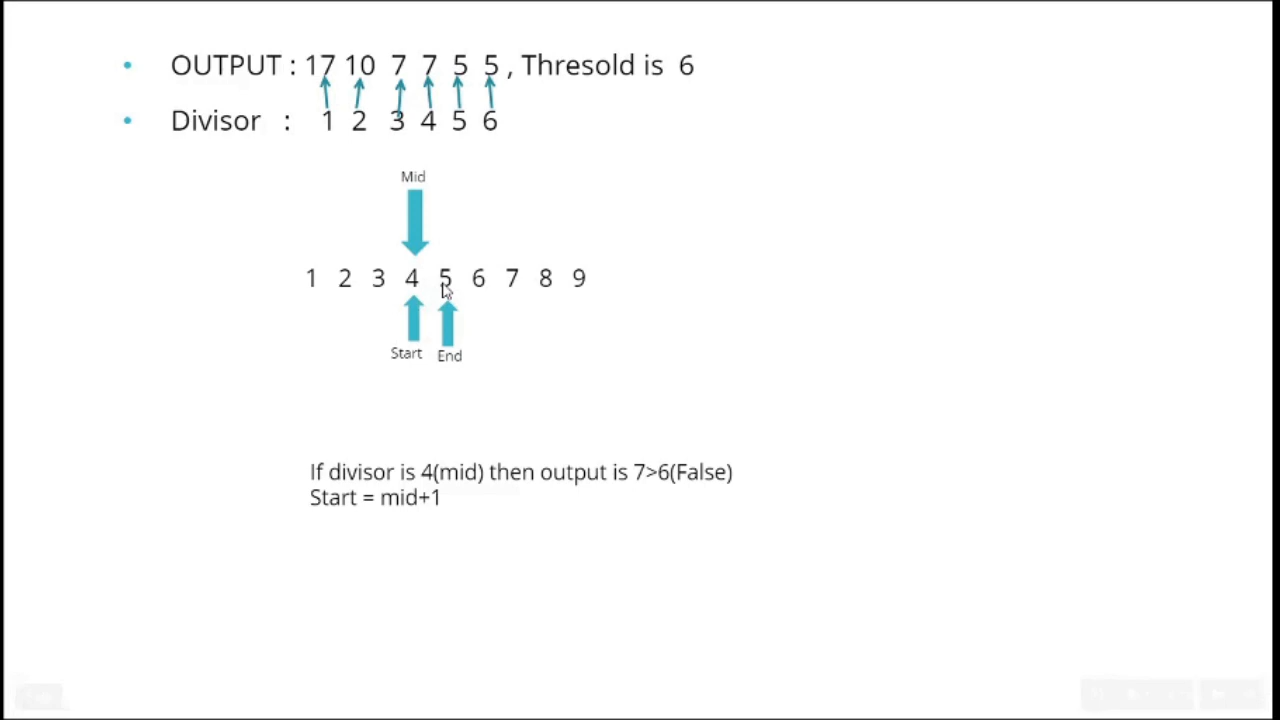 • OUTPUT : 17 10 7 7 5 5 , Thresold is 6
• Divisor : 1 2 3 4 5 6
Mid
1 2 3 4 5 6 7 8 9
Start End
If divisor is 4(mid) then output is 7>6(False)
Start = mid+1